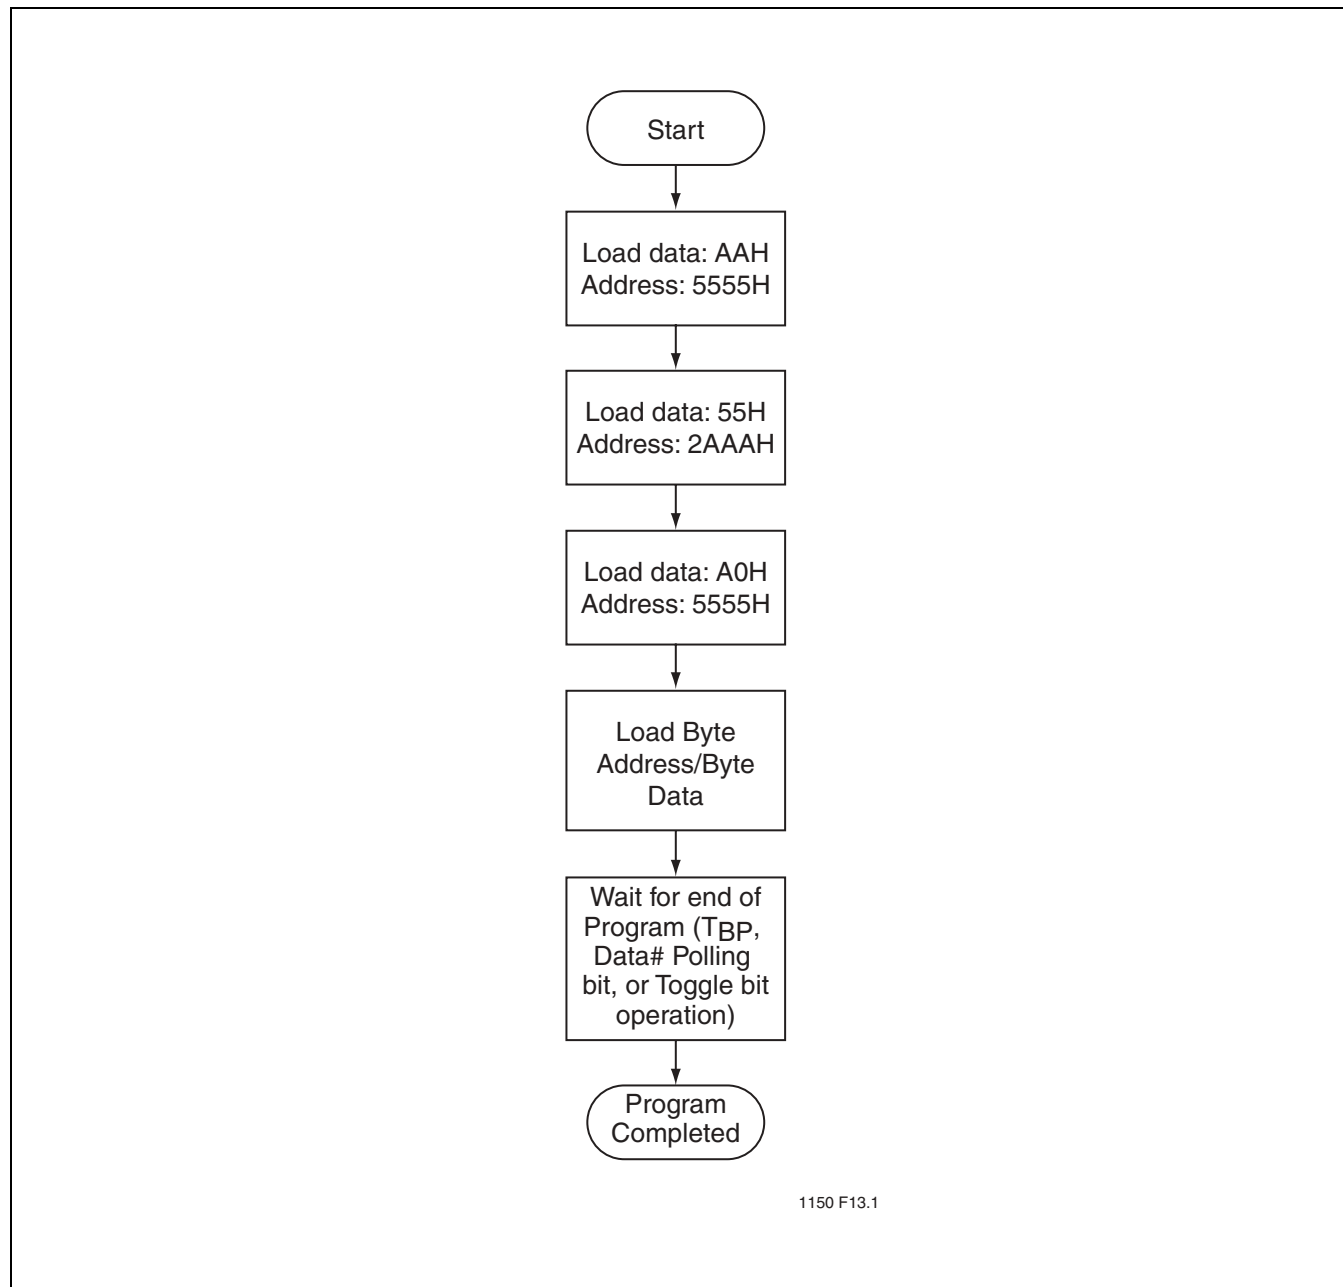 Start
Load data: AAH
Address: 5555H
Load data: 55H
Address: 2AAAH
Load data: A0H
Address: 5555H
Load Byte
Address/Byte
Data
Wait for end of
Program (TBP,
Data# Polling
bit, or Toggle bit
operation)
Program
Completed
1150 F13.1